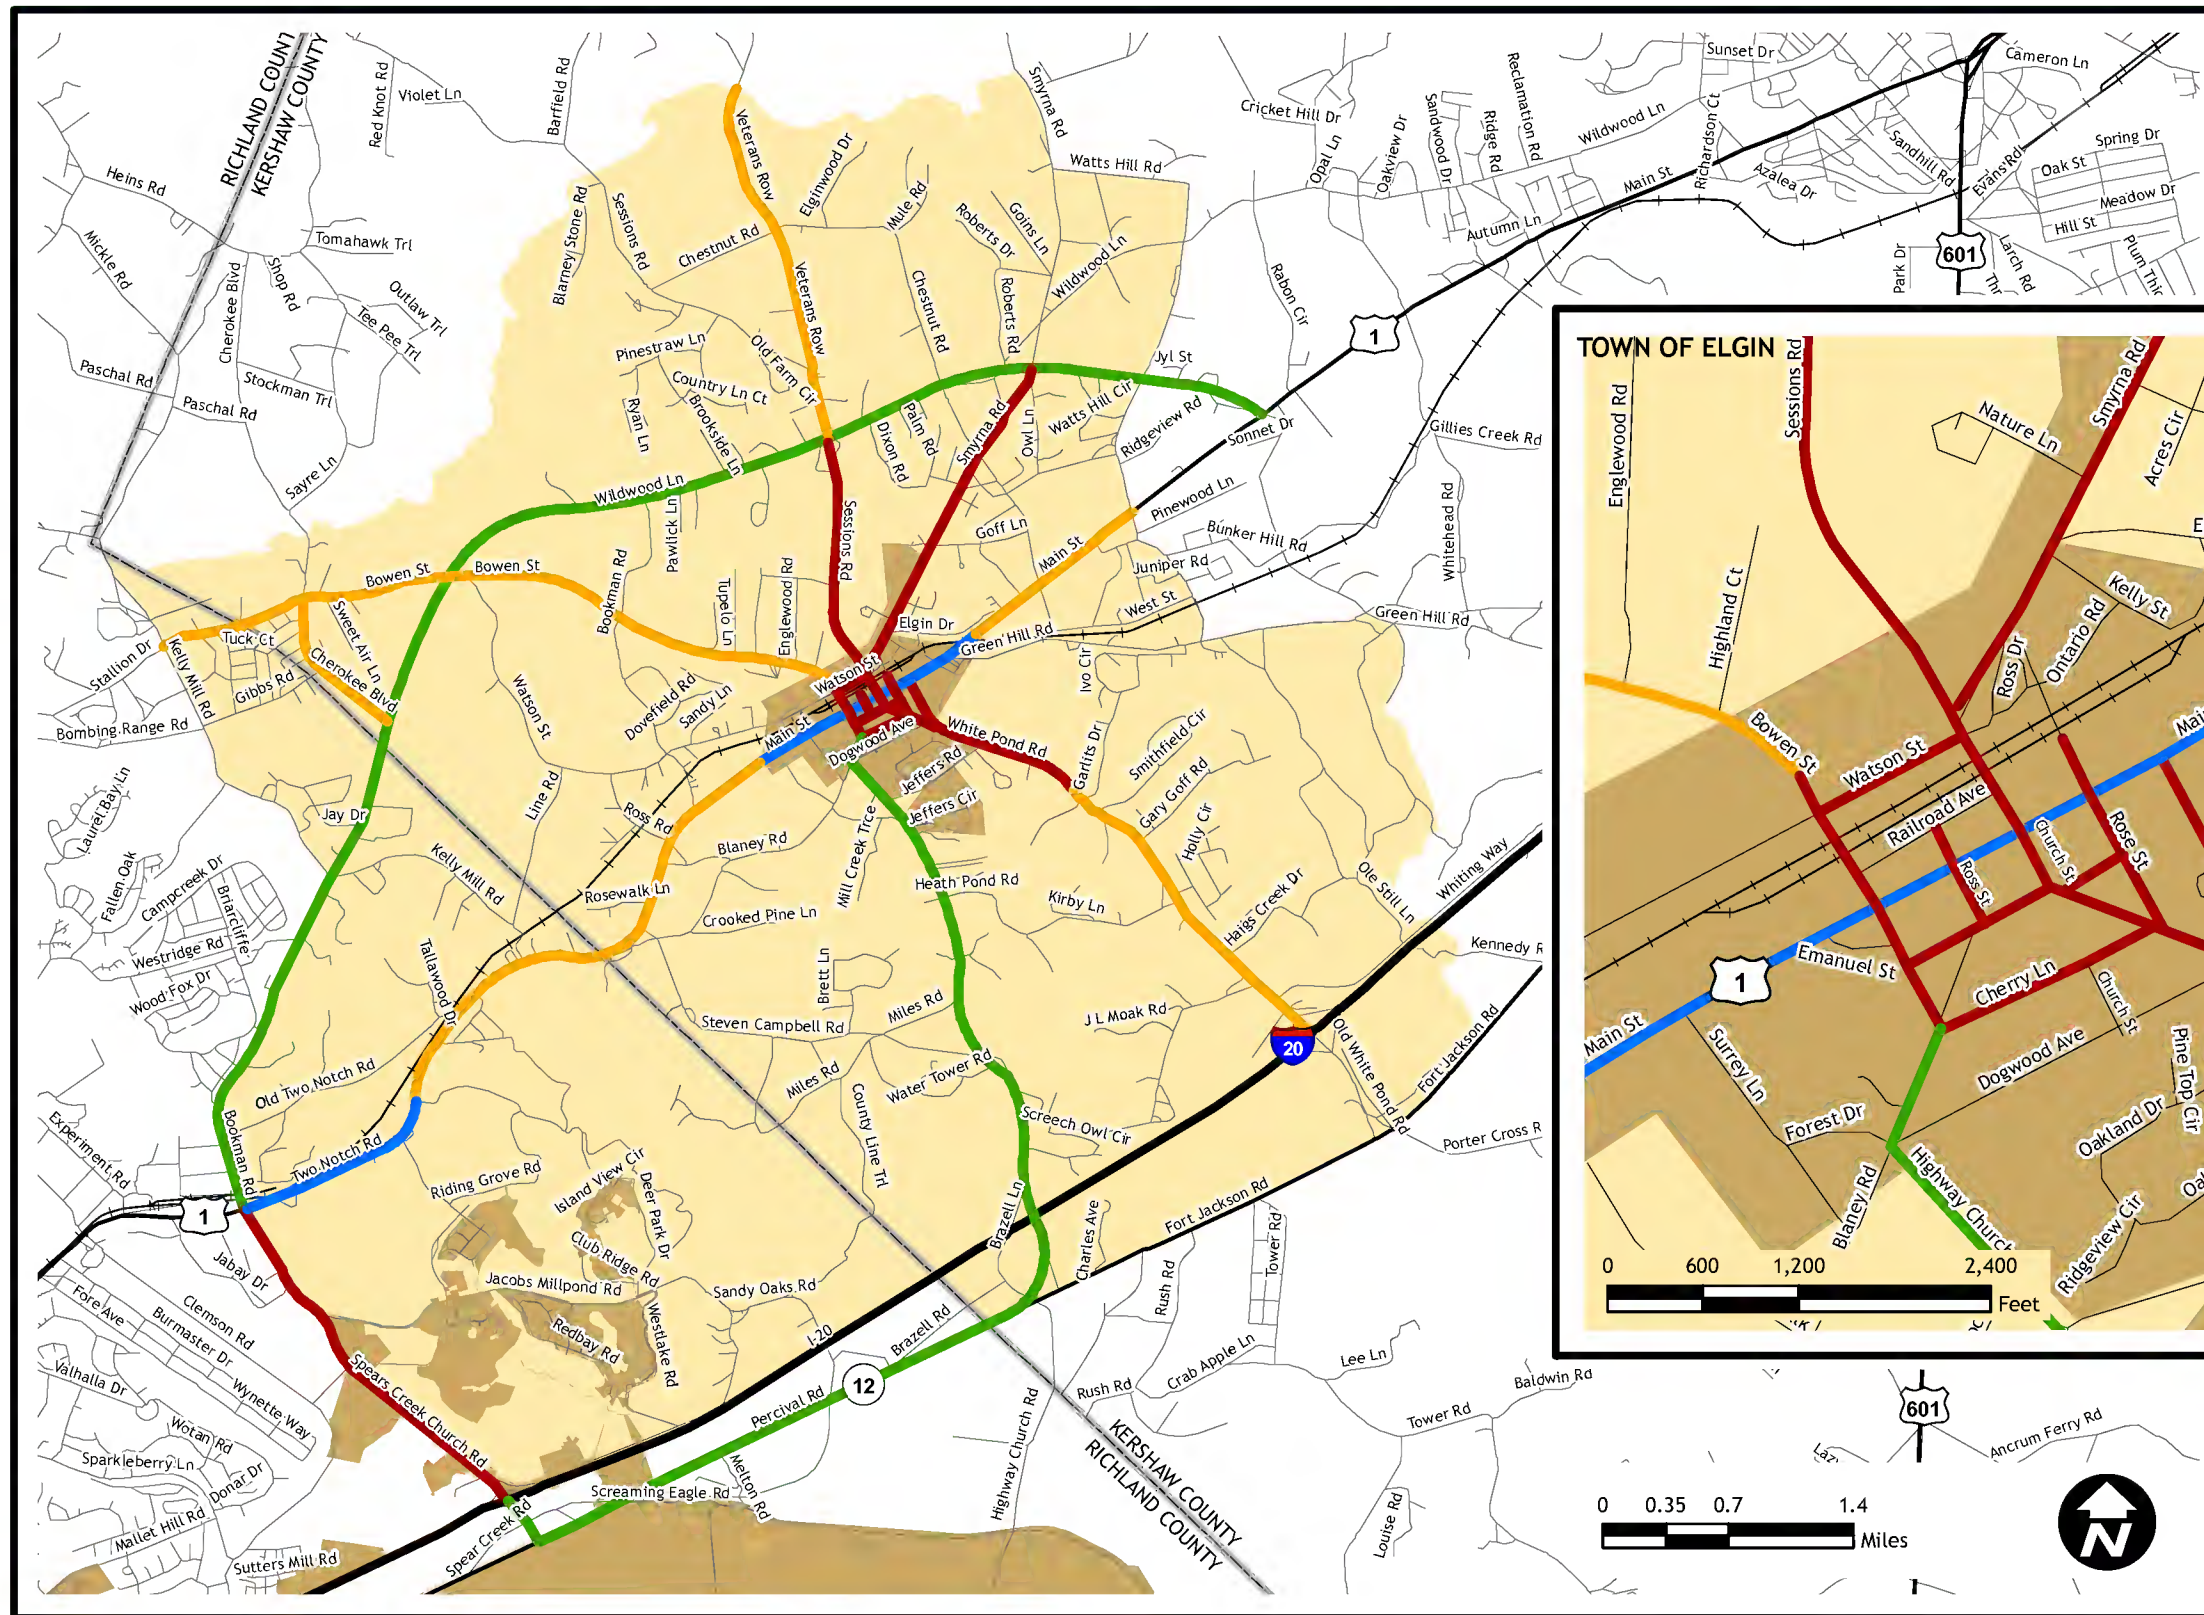 RICHLAND COUNT
KERSHAW COUNTY
Red Knot Rd
Violet Ln
Barfield Rd
Heins Rd
Mickle Rd
Tomahawk Trl
Shop Rd
Cherokee Blvd
Outlaw Trl
Tee Pee Trl
Stockman Trl
Paschal Rd
Paschal Rd
Sayre Ln
Blarney Stone Rd
Sessions Rd
Chestnut Rd
Veterans Row
Elginwood Dr
Mule Rd
Roberts Dr
Goins Ln
Wildwood Ln
Smyrna Rd
Watts Hill Rd
Cricket Hill Dr
Opal Ln
Oakview Dr
Sandwood Dr
Ridge Rd
Reclamation Rd
Wildwood Ln
Richardson Ct
Sunset Dr
Cameron Ln
Azalea Dr
Sandhill Rd
Evans Rd
Spring Dr
Oak St
Meadow Dr
Hill St
Plum Thic
Larch Rd
Thr
Park Dr
601
Main St
Autumn Ln
Rabon Cir
1
Veterans Row
Old Farm Cir
Pinestraw Ln
Country Ln Ct
Ryan Ln
Brookside Ln
Chestnut Rd
Roberts Rd
Jyl St
Palm Rd
Dixon Rd
Smyrna Rd
Owl Ln
Watts Hill Cir
Ridgeview Rd
Sonnet Dr
Gillies Creek Rd
Wildwood Ln
Pawlick Ln
Sessions Rd
Goff Ln
Main St
Pinewood Ln
Bunker Hill Rd
Whitehead Rd
Juniper Rd
West St
Green Hill Rd
Bowen St
Bowen St
Bookman Rd
Tupelo Ln
Englewood Rd
Elgin Dr
Green Hill Rd
Tuck Ct
Sweet Air Ln
Stallion Dr
Kelly Mill Rd
Gibbs Rd
Cherokee Blvd
Bombing Range Rd
Watson St
Watson St
Dovefield Rd
Sandy Ln
Main St
Dogwood Ave
White Pond Rd
Ivo Cir
Garlits Dr
Smithfield Cir
Gary Goff Rd
Holly Cir
Laurel Bay Ln
Jay Dr
Line Rd
Ross Rd
Blaney Rd
Jeffers Rd
Jeffers Cir
Mill Creek Trce
Fallen Oak
Campcreek Dr
Briarcliffe
Kelly Mill Rd
Rosewalk Ln
Heath Pond Rd
Kirby Ln
Haigs Creek Dr
Ole Still Ln
Whiting Way
Westridge Rd
Wood Fox Dr
Tallawood Dr
Crooked Pine Ln
Brett Ln
Kennedy R
Steven Campbell Rd
Miles Rd
J L Moak Rd
20
Old White Pond Rd
Fort Jackson Rd
Porter Cross R
Old Two Notch Rd
Miles Rd
Water Tower Rd
Screech Owl Cir
County Line Trl
Experiment Rd
Bookman Rd
Two Notch Rd
1
Riding Grove Rd
Island View Cir
Deer Park Dr
Club Ridge Rd
Jacobs Millpond Rd
Sandy Oaks Rd
Redbay Rd
Westlake Rd
Brazell Ln
Charles Ave
Fort Jackson Rd
Tower Rd
Rush Rd
Jabay Dr
Clemson Rd
Fore Ave
Burmaster Dr
Wynette Way
Valhalla Dr
Wotan Rd
Sparkleberry Ln
Donar Dr
Mallet Hill Rd
Sutters Mill Rd
Spears Creek Church Rd
I-20
Brazell Rd
12
Percival Rd
Melton Rd
Screaming Eagle Rd
Spear Creek Rd
Highway Church Rd
Rush Rd
Crab Apple Ln
Lee Ln
Tower Rd
Baldwin Rd
KERSHAW COUNTY
RICHLAND COUNTY
Louise Rd
Lazy
601
Ancrum Ferry Rd
0 0.35 0.7 1.4
Miles
N
TOWN OF ELGIN
Englewood Rd
Sessions Rd
Nature Ln
Smyrna Rd
Acres Cir
E
Highland Ct
Kelly St
Ontario Rd
Ross Dr
Bowen St
Watson St
Railroad Ave
Main
Church St
Rose St
Ross St
Emanuel St
1
Main St
Cherry Ln
Church St
Dogwood Ave
Surrey Ln
Forest Dr
Blaney Rd
Highway Church
Pine Top Cir
Oakland Dr
Oa
Ridgeview Cir
0 600 1,200 2,400
Feet